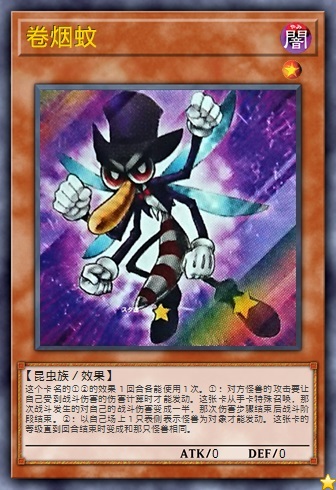 卷烟蚊
闇
【昆虫族／效果】
这个卡名的①②的效果1回合各能使用1次。①：对方怪兽的攻击要让
自己受到战斗伤害的伤害计算时才能发动。这张卡从手卡特殊召唤，那
次战斗发生的对自己的战斗伤害变成一半，那次伤害步骤结束后战斗阶
段结束。②：以自己场上1只表侧表示怪兽为对象才能发动。这张卡的
等级直到回合结束时变成和那只怪兽相同。
ATK/0 DEF/0